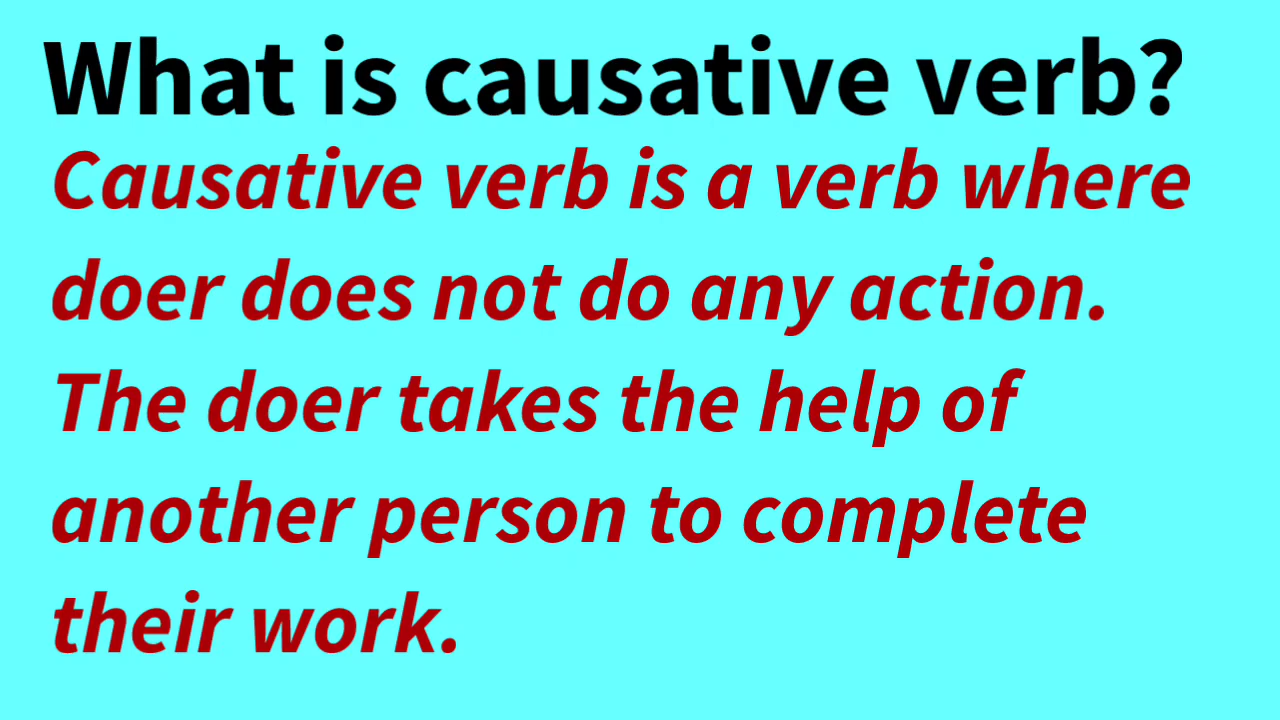 What is causative verb?
Causative verb is a verb where
doer does not do any action.
The doer takes the help of
another person to complete
their work.